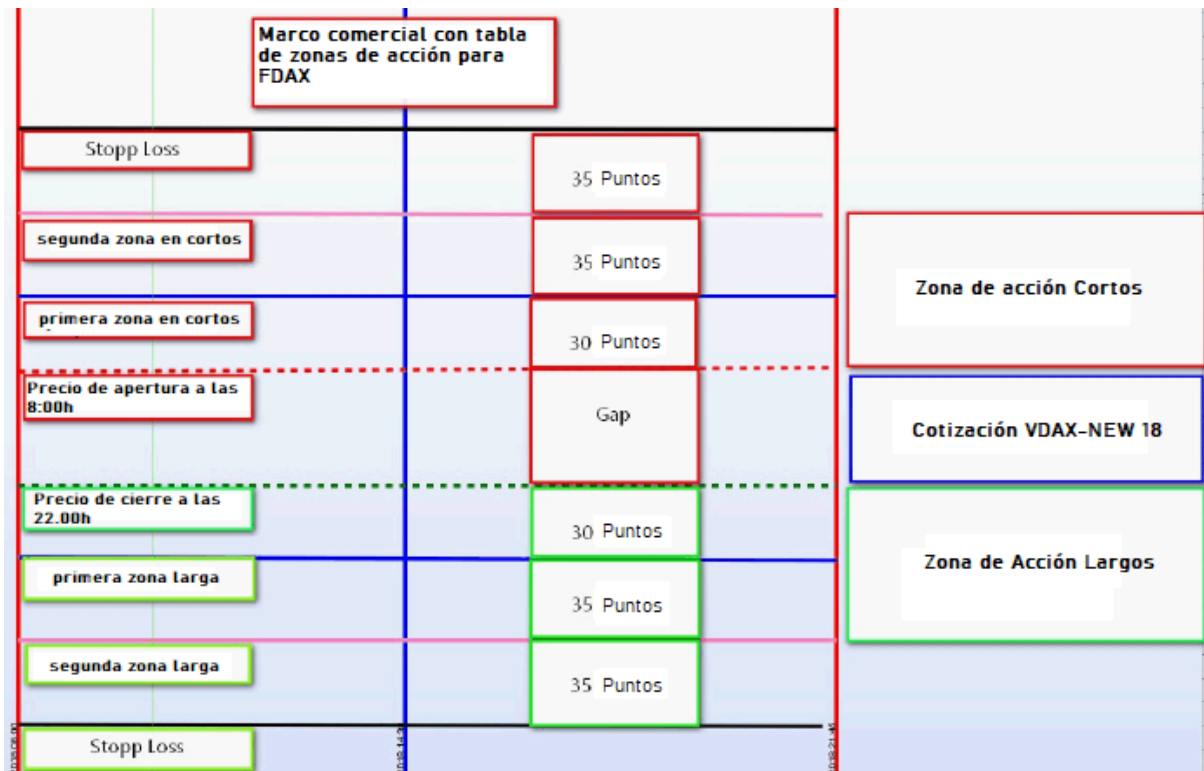 Marco comercial con tabla
de zonas de acción para
FDAX
Stopp Loss
35 Puntos
segunda zona en cortos
35 Puntos
Zona de acción Cortos
primera zona en cortos
30 Puntos
Precio de apertura a las
8:00h
Gap
Cotización VDAX-NEW 18
Precio de cierre a las
22.00h
30 Puntos
Zona de Acción Largos
primera zona larga
35 Puntos
segunda zona larga
35 Puntos
Stopp Loss